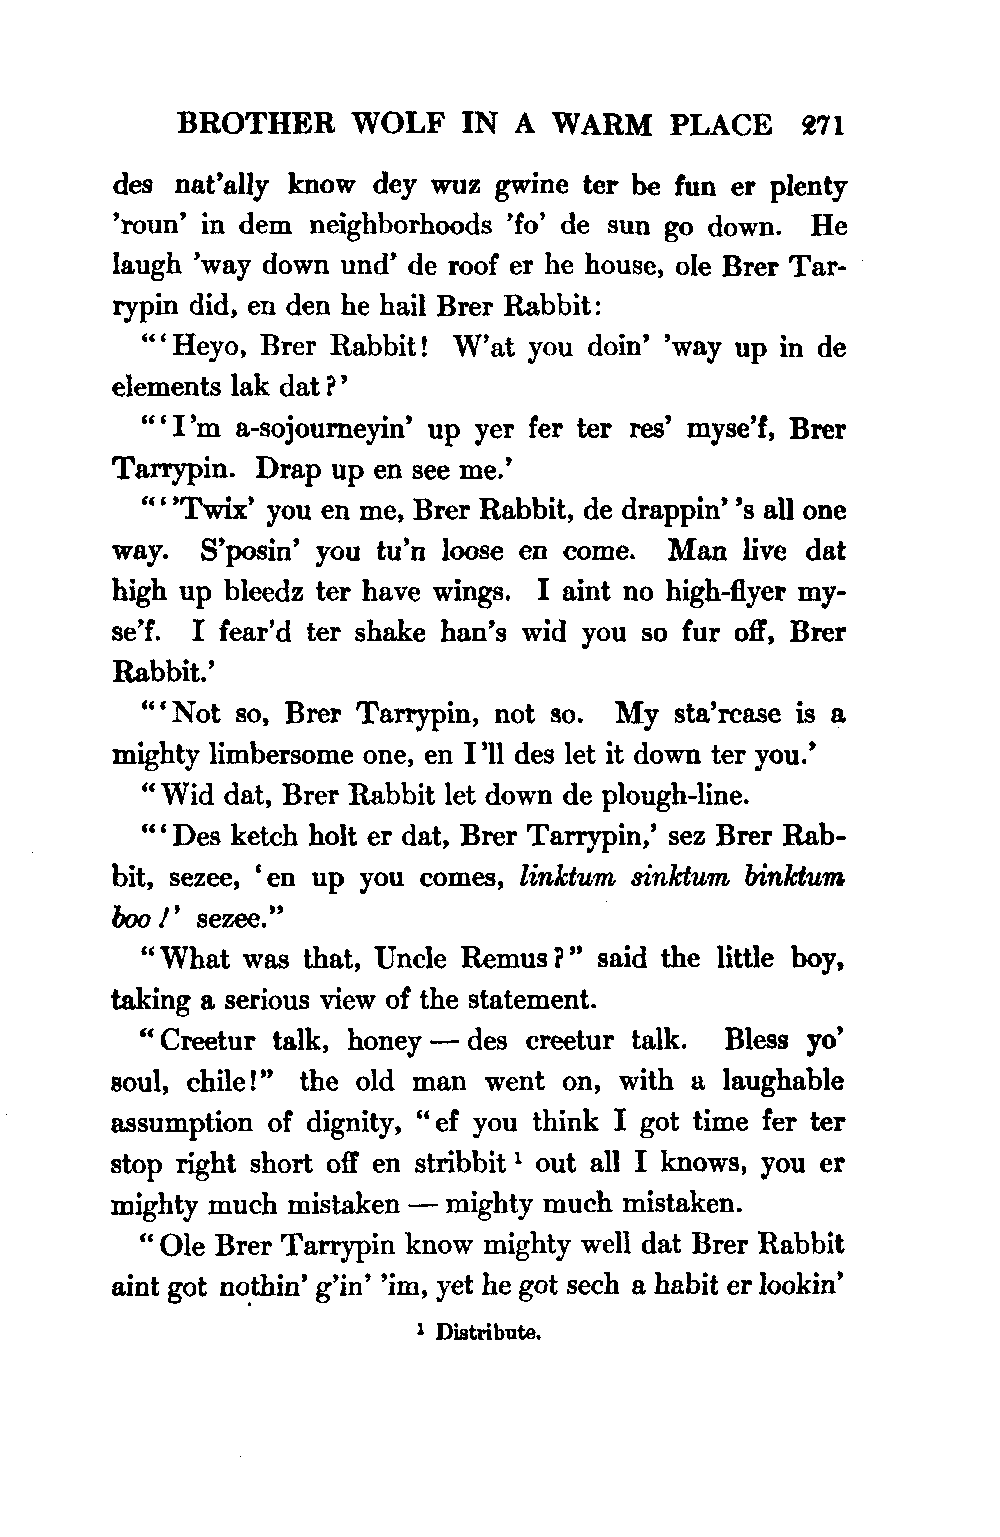 BROTHER WOLF IN A WARM PLACE 271
des nat'ally know dey wuz gwine ter be fun er plenty
'roun' in dem neighborhoods 'fo' de sun go down. He
laugh 'way down und' de roof er he house, ole Brer Tar-
rypin did, en den he hail Brer Rabbit:
"'Heyo, Brer Rabbit! W'at you doin' 'way up in de
elements lak dat?'
"'I'm a-sojourneyin' up yer fer ter res' myse'f, Brer
Tarrypin. Drap up en see me.'
"''Twix' you en me, Brer Rabbit, de drappin' 's all one
way. S'posin' you tu'n loose en come. Man live dat
high up bleedz ter have wings. I aint no high-flyer my-
se'f. I fear'd ter shake han's wid you so fur off, Brer
Rabbit.'
"'Not so, Brer Tarrypin, not so. My sta'rcase is a
mighty limbersome one, en I'll des let it down ter you.'
"Wid dat, Brer Rabbit let down de plough-line.
"'Des ketch holt er dat, Brer Tarrypin,' sez Brer Rab-
bit, sezee, 'en up you comes, linktum sinktum binktum
boo!' sezee."
"What was that, Uncle Remus?" said the little boy,
taking a serious view of the statement.
"Creetur talk, honey — des creetur talk. Bless yo'
soul, chile!" the old man went on, with a laughable
assumption of dignity, "ef you think I got time fer ter
stop right short off en stribbit¹ out all I knows, you er
mighty much mistaken — mighty much mistaken.
"Ole Brer Tarrypin know mighty well dat Brer Rabbit
aint got nothin' g'in' 'im, yet he got sech a habit er lookin'
¹ Distribute.